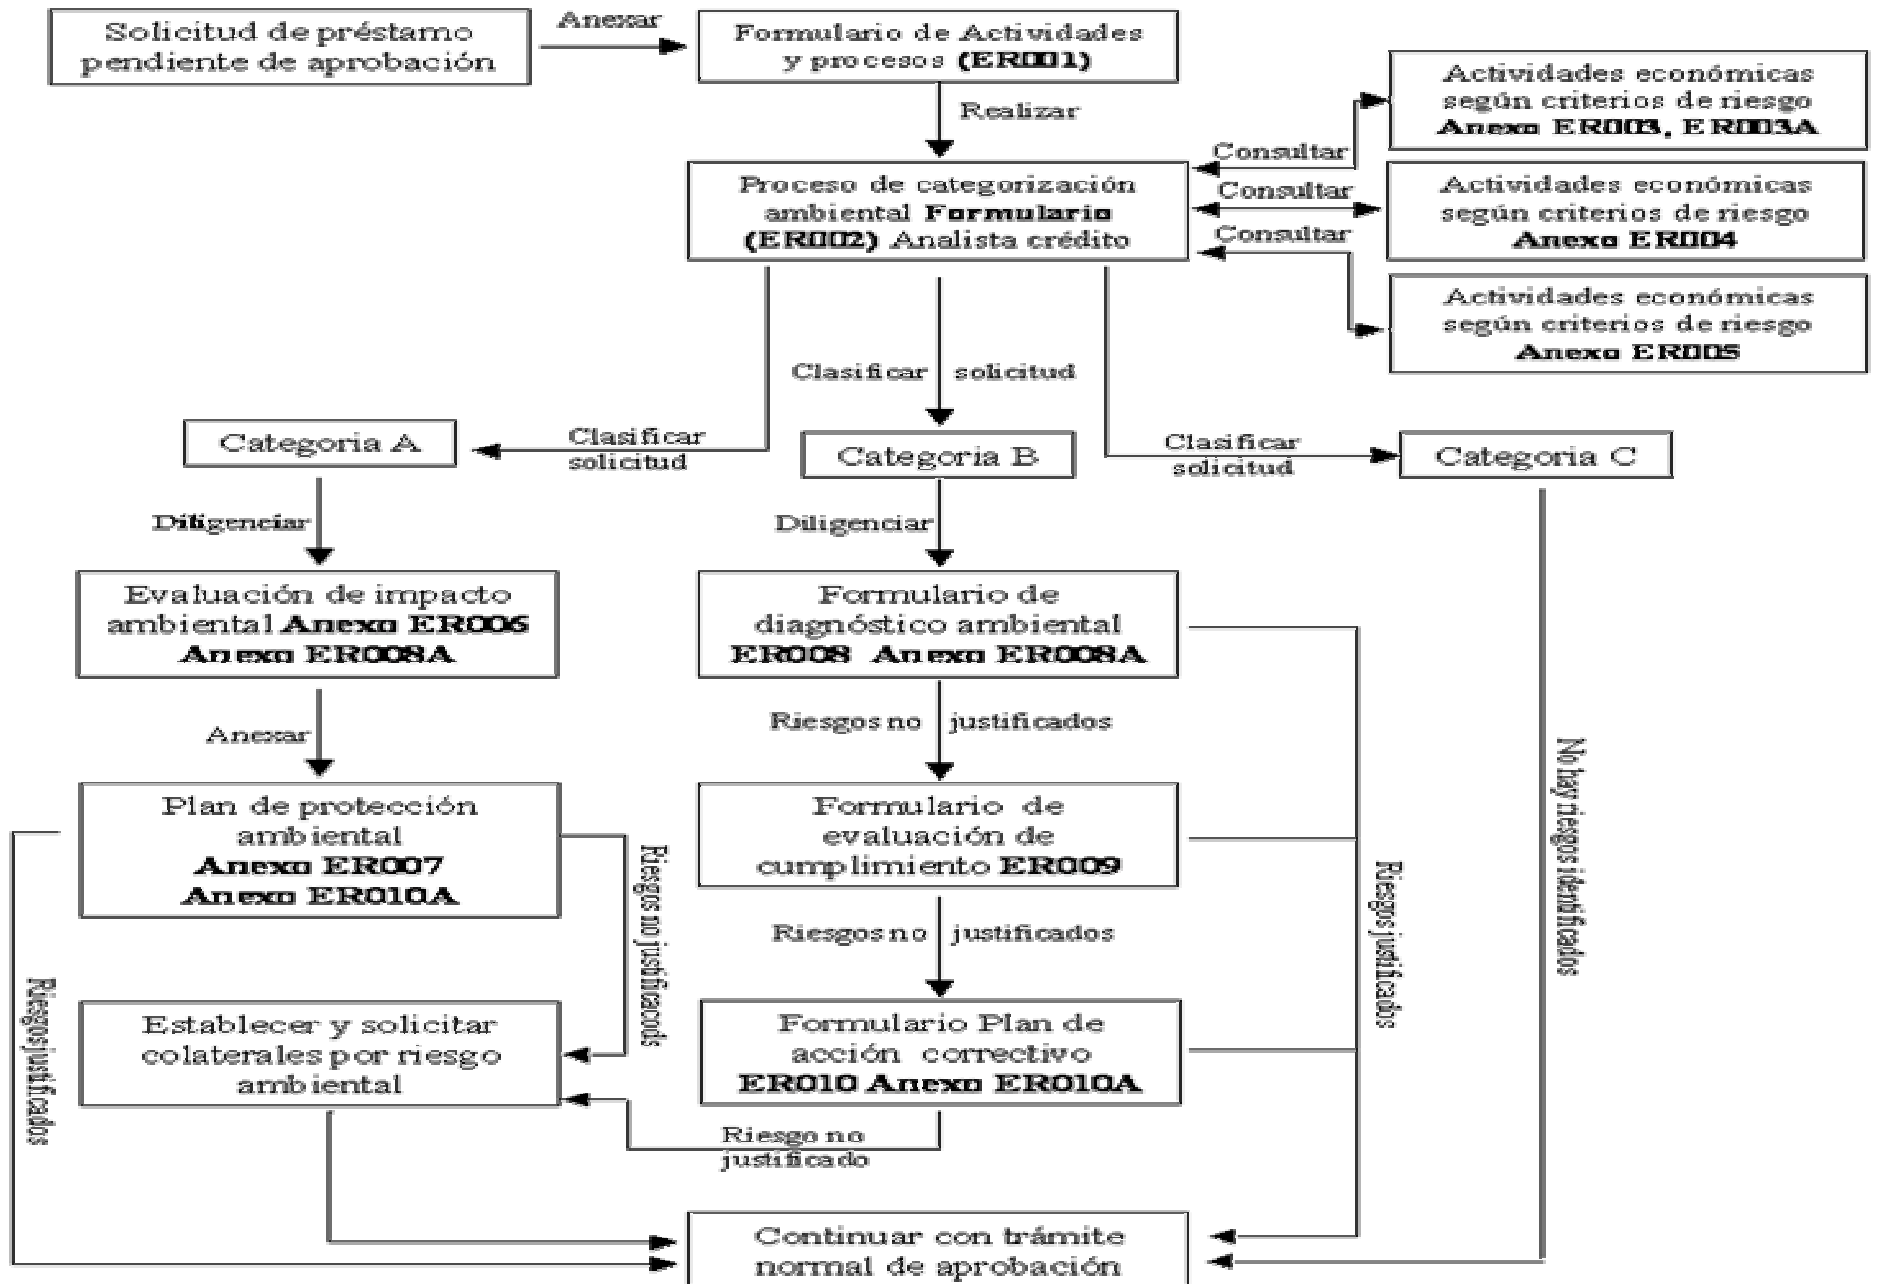 Solicitud de préstamo
pendiente de aprobación
Anexar
Formulario de Actividades
y procesos (ER001)
Realizar
Actividades económicas
según criterios de riesgo
Anexo ER003, ER003A
Consultar
Proceso de categorización
ambiental Formulario
(ER002) Analista crédito
Consultar
Actividades económicas
según criterios de riesgo
Anexo ER004
Consultar
Actividades económicas
según criterios de riesgo
Anexo ER005
Clasificar solicitud
Categoria A
Clasificar
solicitud
Categoria B
Clasificar
solicitud
Categoria C
Diligenciar
Diligenciar
Evaluación de impacto
ambiental Anexo ER006
Anexo ER008A
Formulario de
diagnóstico ambiental
ER008 Anexo ER008A
Anexar
Riesgos no justificados
No hay riesgos identificados
Plan de protección
ambiental
Anexo ER007
Anexo ER010A
Riesgos no justificacods
Formulario de
evaluación de
cumplimiento ER009
Riesgos justificados
Riesgos no justificados
Riesgos justificados
Establecer y solicitar
colaterales por riesgo
ambiental
Formulario Plan de
acción correctivo
ER010 Anexo ER010A
Riesgo no
justificado
Continuar con trámite
normal de aprobación